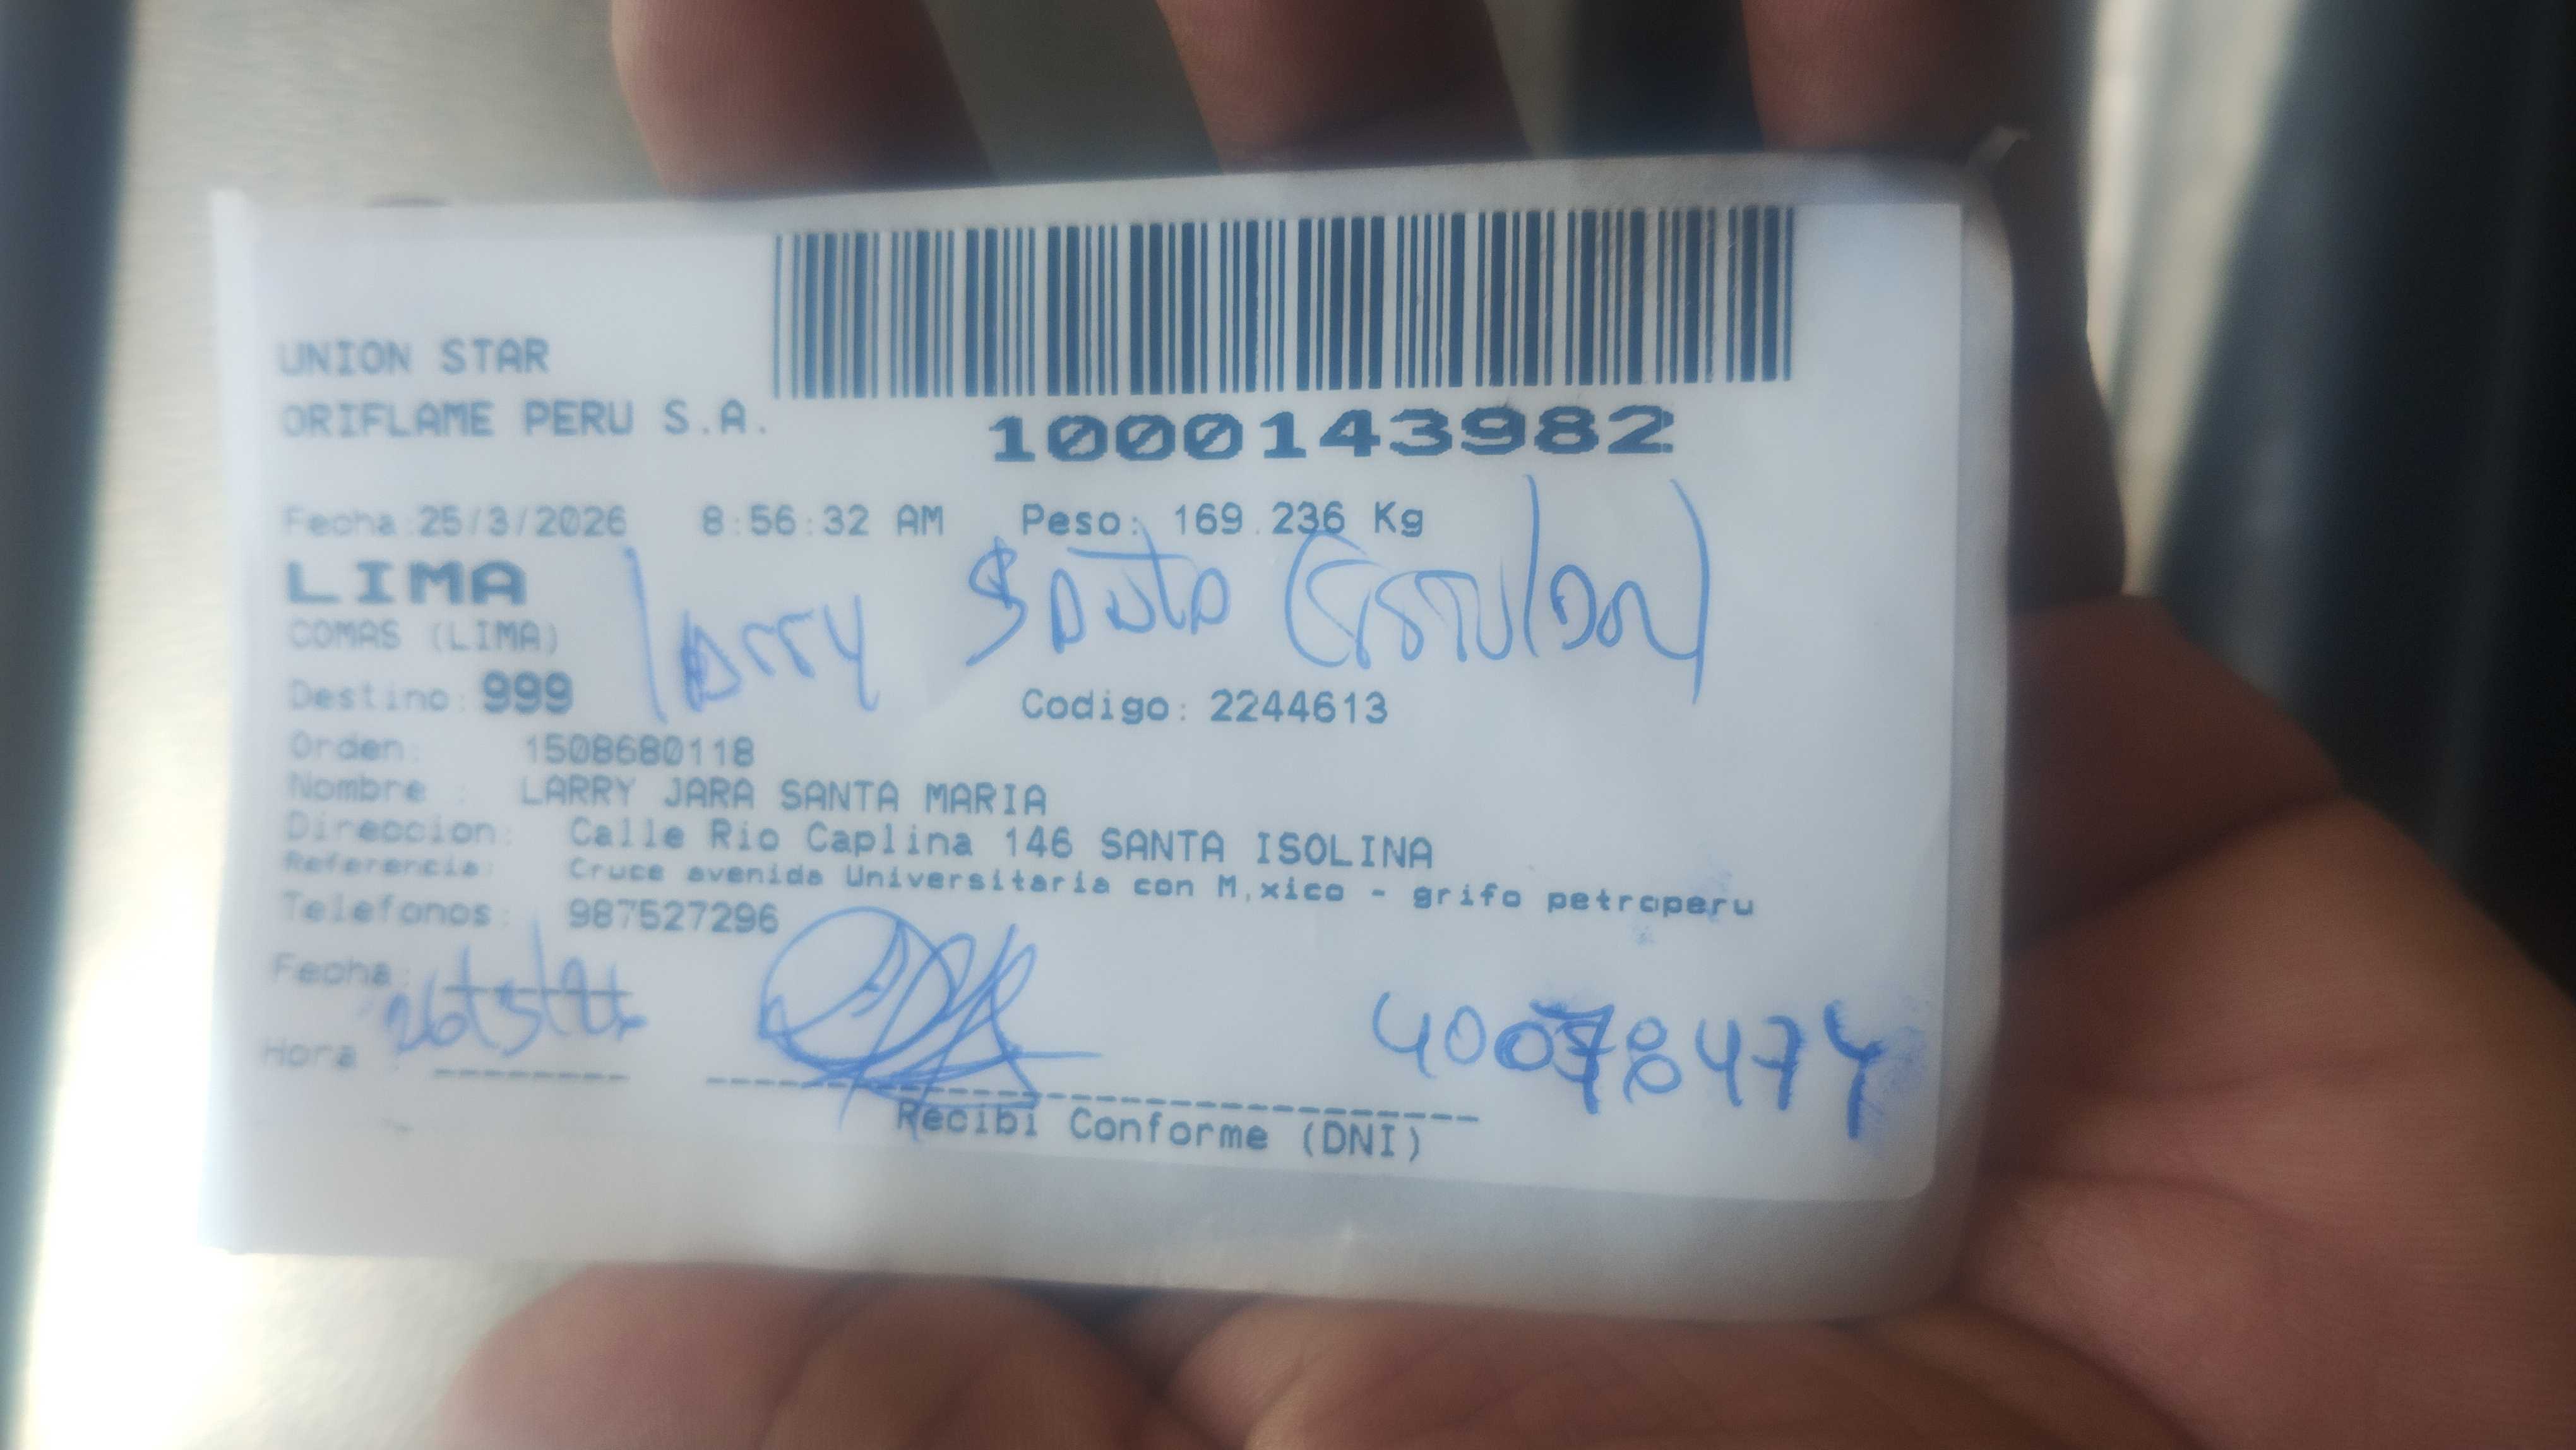 UNION STAR
ORIFLAME PERU S.A.
1000143982
Fecha:25/3/2026 8:56:32 AM Peso: 169.236 Kg
LIMA
COMAS (LIMA)
larry Santa
Destino: 999
Codigo: 2244613
Orden: 1508680118
Nombre : LARRY JARA SANTA MARIA
Direccion: Calle Rio Caplina 146 SANTA ISOLINA
Referencia: Cruce avenida Universitaria con M,xico - grifo petroperu
Telefonos: 987527296
Fecha:
Hora :
40078474
Recibi Conforme (DNI)